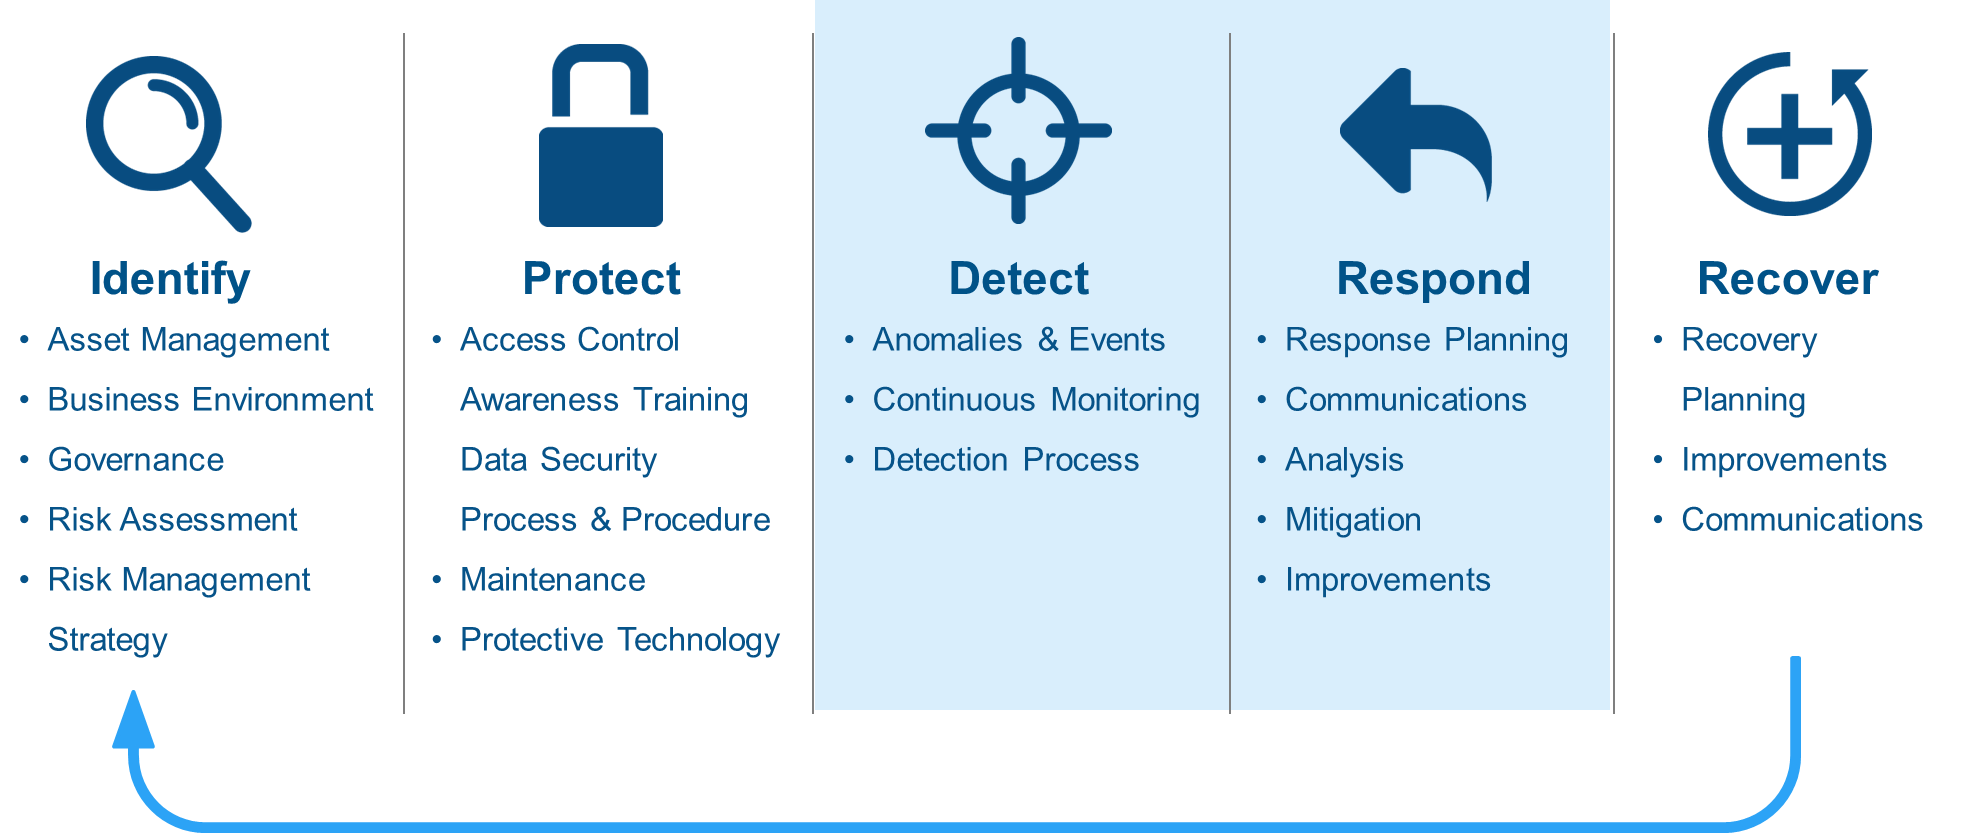 Identify
• Asset Management
• Business Environment
• Governance
• Risk Assessment
• Risk Management
Strategy
Protect
• Access Control
Awareness Training
Data Security
Process & Procedure
• Maintenance
• Protective Technology
Detect
• Anomalies & Events
• Continuous Monitoring
• Detection Process
Respond
• Response Planning
• Communications
• Analysis
• Mitigation
• Improvements
Recover
• Recovery
Planning
• Improvements
• Communications